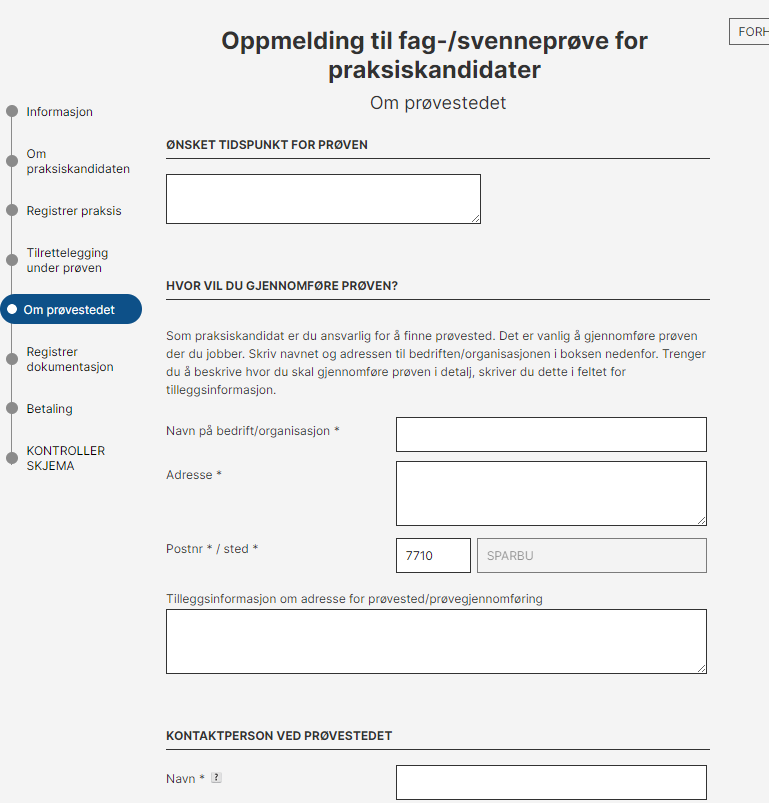 Oppmelding til fag-/svenneprøve for
praksiskandidater
FORH
Om prøvestedet
Informasjon
Om
praksiskandidaten
Registrer praksis
Tilrettelegging
under prøven
Om prøvestedet
Registrer
dokumentasjon
Betaling
KONTROLLER
SKJEMA
ØNSKET TIDSPUNKT FOR PRØVEN
HVOR VIL DU GJENNOMFØRE PRØVEN?
Som praksiskandidat er du ansvarlig for å finne prøvested. Det er vanlig å gjennomføre prøven
der du jobber. Skriv navnet og adressen til bedriften/organisasjonen i boksen nedenfor. Trenger
du å beskrive hvor du skal gjennomføre prøven i detalj, skriver du dette i feltet for
tilleggsinformasjon.
Navn på bedrift/organisasjon *
Adresse *
Postnr * / sted * 7710 SPARBU
Tilleggsinformasjon om adresse for prøvested/prøvegjennomføring
KONTAKTPERSON VED PRØVESTEDET
Navn * ?